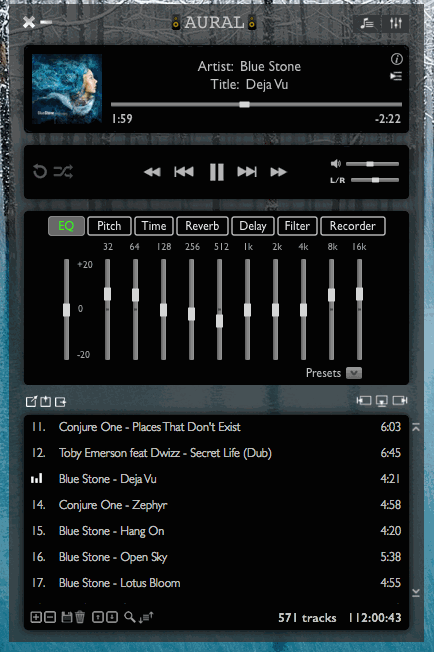 AURAL
Artist: Blue Stone
Title: Deja Vu
1:59 -2:22
L/R
EQ Pitch Time Reverb Delay Filter Recorder
32 64 128 256 512 1k 2k 4k 8k 16k
+20
0
-20
Presets
11. Conjure One - Places That Don't Exist 6:03
12. Toby Emerson feat Dwizz - Secret Life (Dub) 6:45
Blue Stone - Deja Vu 4:21
14. Conjure One - Zephyr 4:58
15. Blue Stone - Hang On 4:20
16. Blue Stone - Open Sky 5:38
17. Blue Stone - Lotus Bloom 4:55
571 tracks 112:00:43